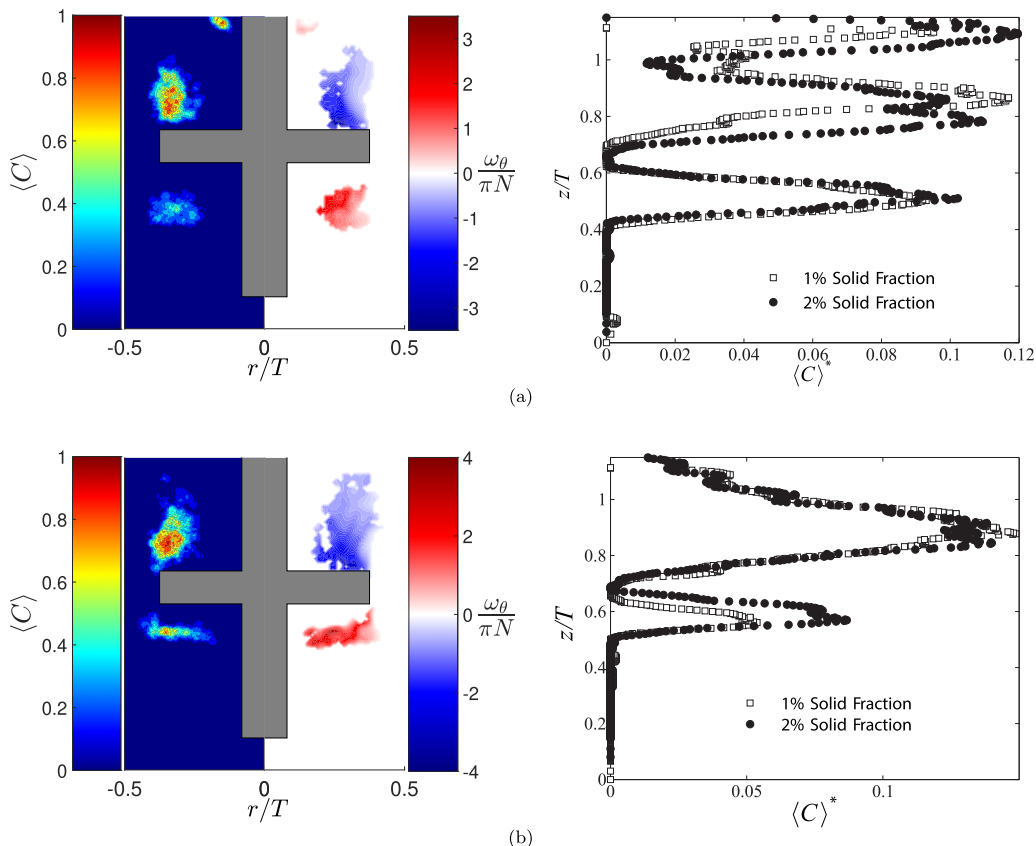 1
0.8
0.6
0.4
0.2
0
⟨C⟩
-0.5
0
0.5
r/T
3
2
1
0
-1
-2
-3
ω_θ
πN
1
0.8
0.6
0.4
0.2
0
z/T
1% Solid Fraction
2% Solid Fraction
0
0.02
0.04
0.06
0.08
0.1
0.12
⟨C⟩*
(a)
1
0.8
0.6
0.4
0.2
0
⟨C⟩
-0.5
0
0.5
r/T
4
2
0
-2
-4
ω_θ
πN
1
0.8
0.6
0.4
0.2
0
z/T
1% Solid Fraction
2% Solid Fraction
0
0.05
0.1
⟨C⟩*
(b)